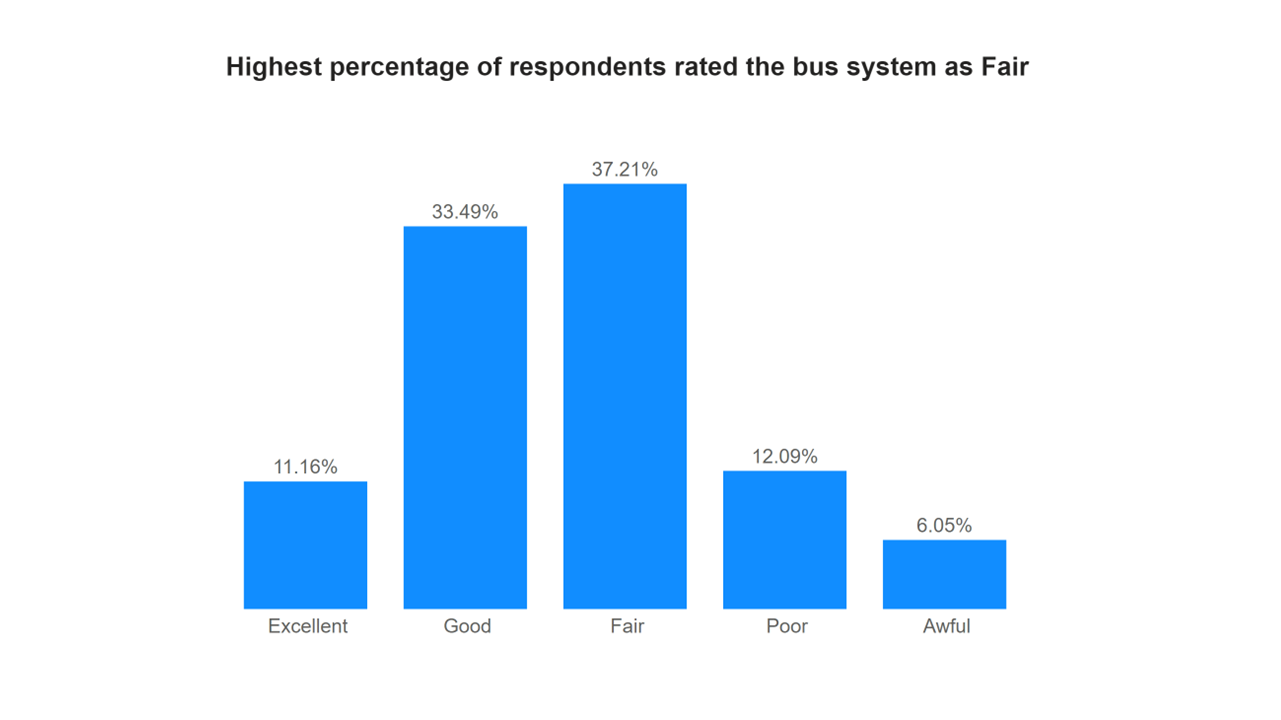 Highest percentage of respondents rated the bus system as Fair
37.21%
33.49%
11.16%
12.09%
6.05%
Excellent Good Fair Poor Awful